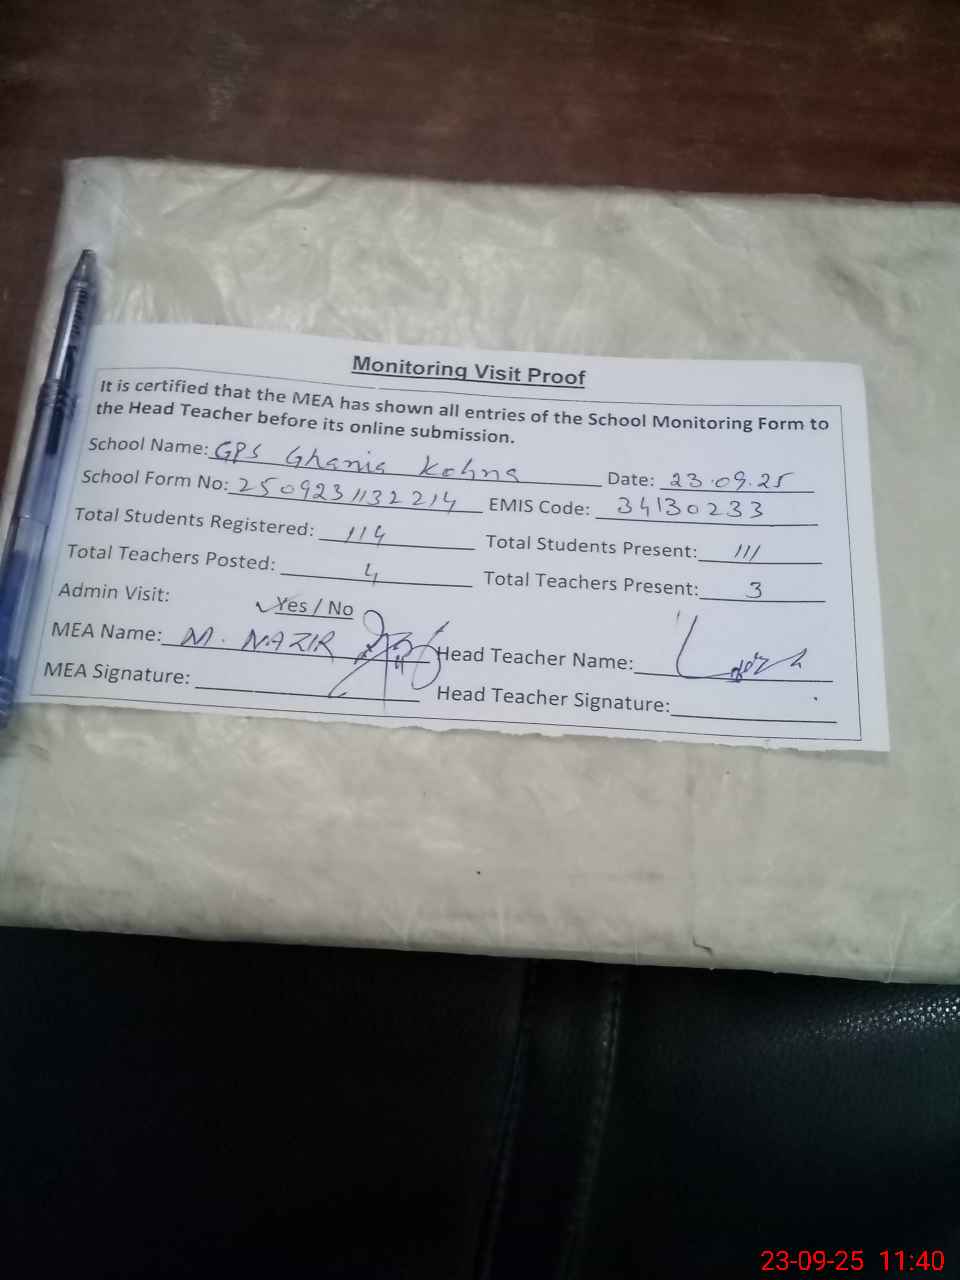 Monitoring Visit Proof
It is certified that the MEA has shown all entries of the School Monitoring Form to
the Head Teacher before its online submission.
School Name: GPS Ghania Kohna Date: 23.09.25
School Form No: 2509231132214 EMIS Code: 34130233
Total Students Registered: 114 Total Students Present: 111
Total Teachers Posted: 4 Total Teachers Present: 3
Admin Visit: ✓Yes / No
MEA Name: M. NAZIR Head Teacher Name:
MEA Signature: Head Teacher Signature:
23-09-25 11:40